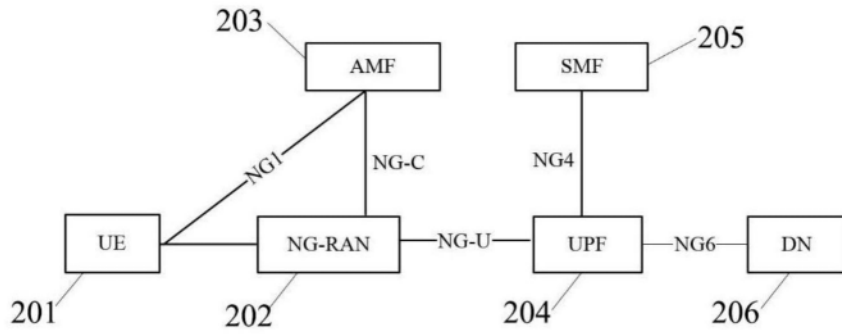 203
205
AMF
SMF
NG1
NG-C
NG4
UE
NG-RAN
NG-U
UPF
NG6
DN
201
202
204
206